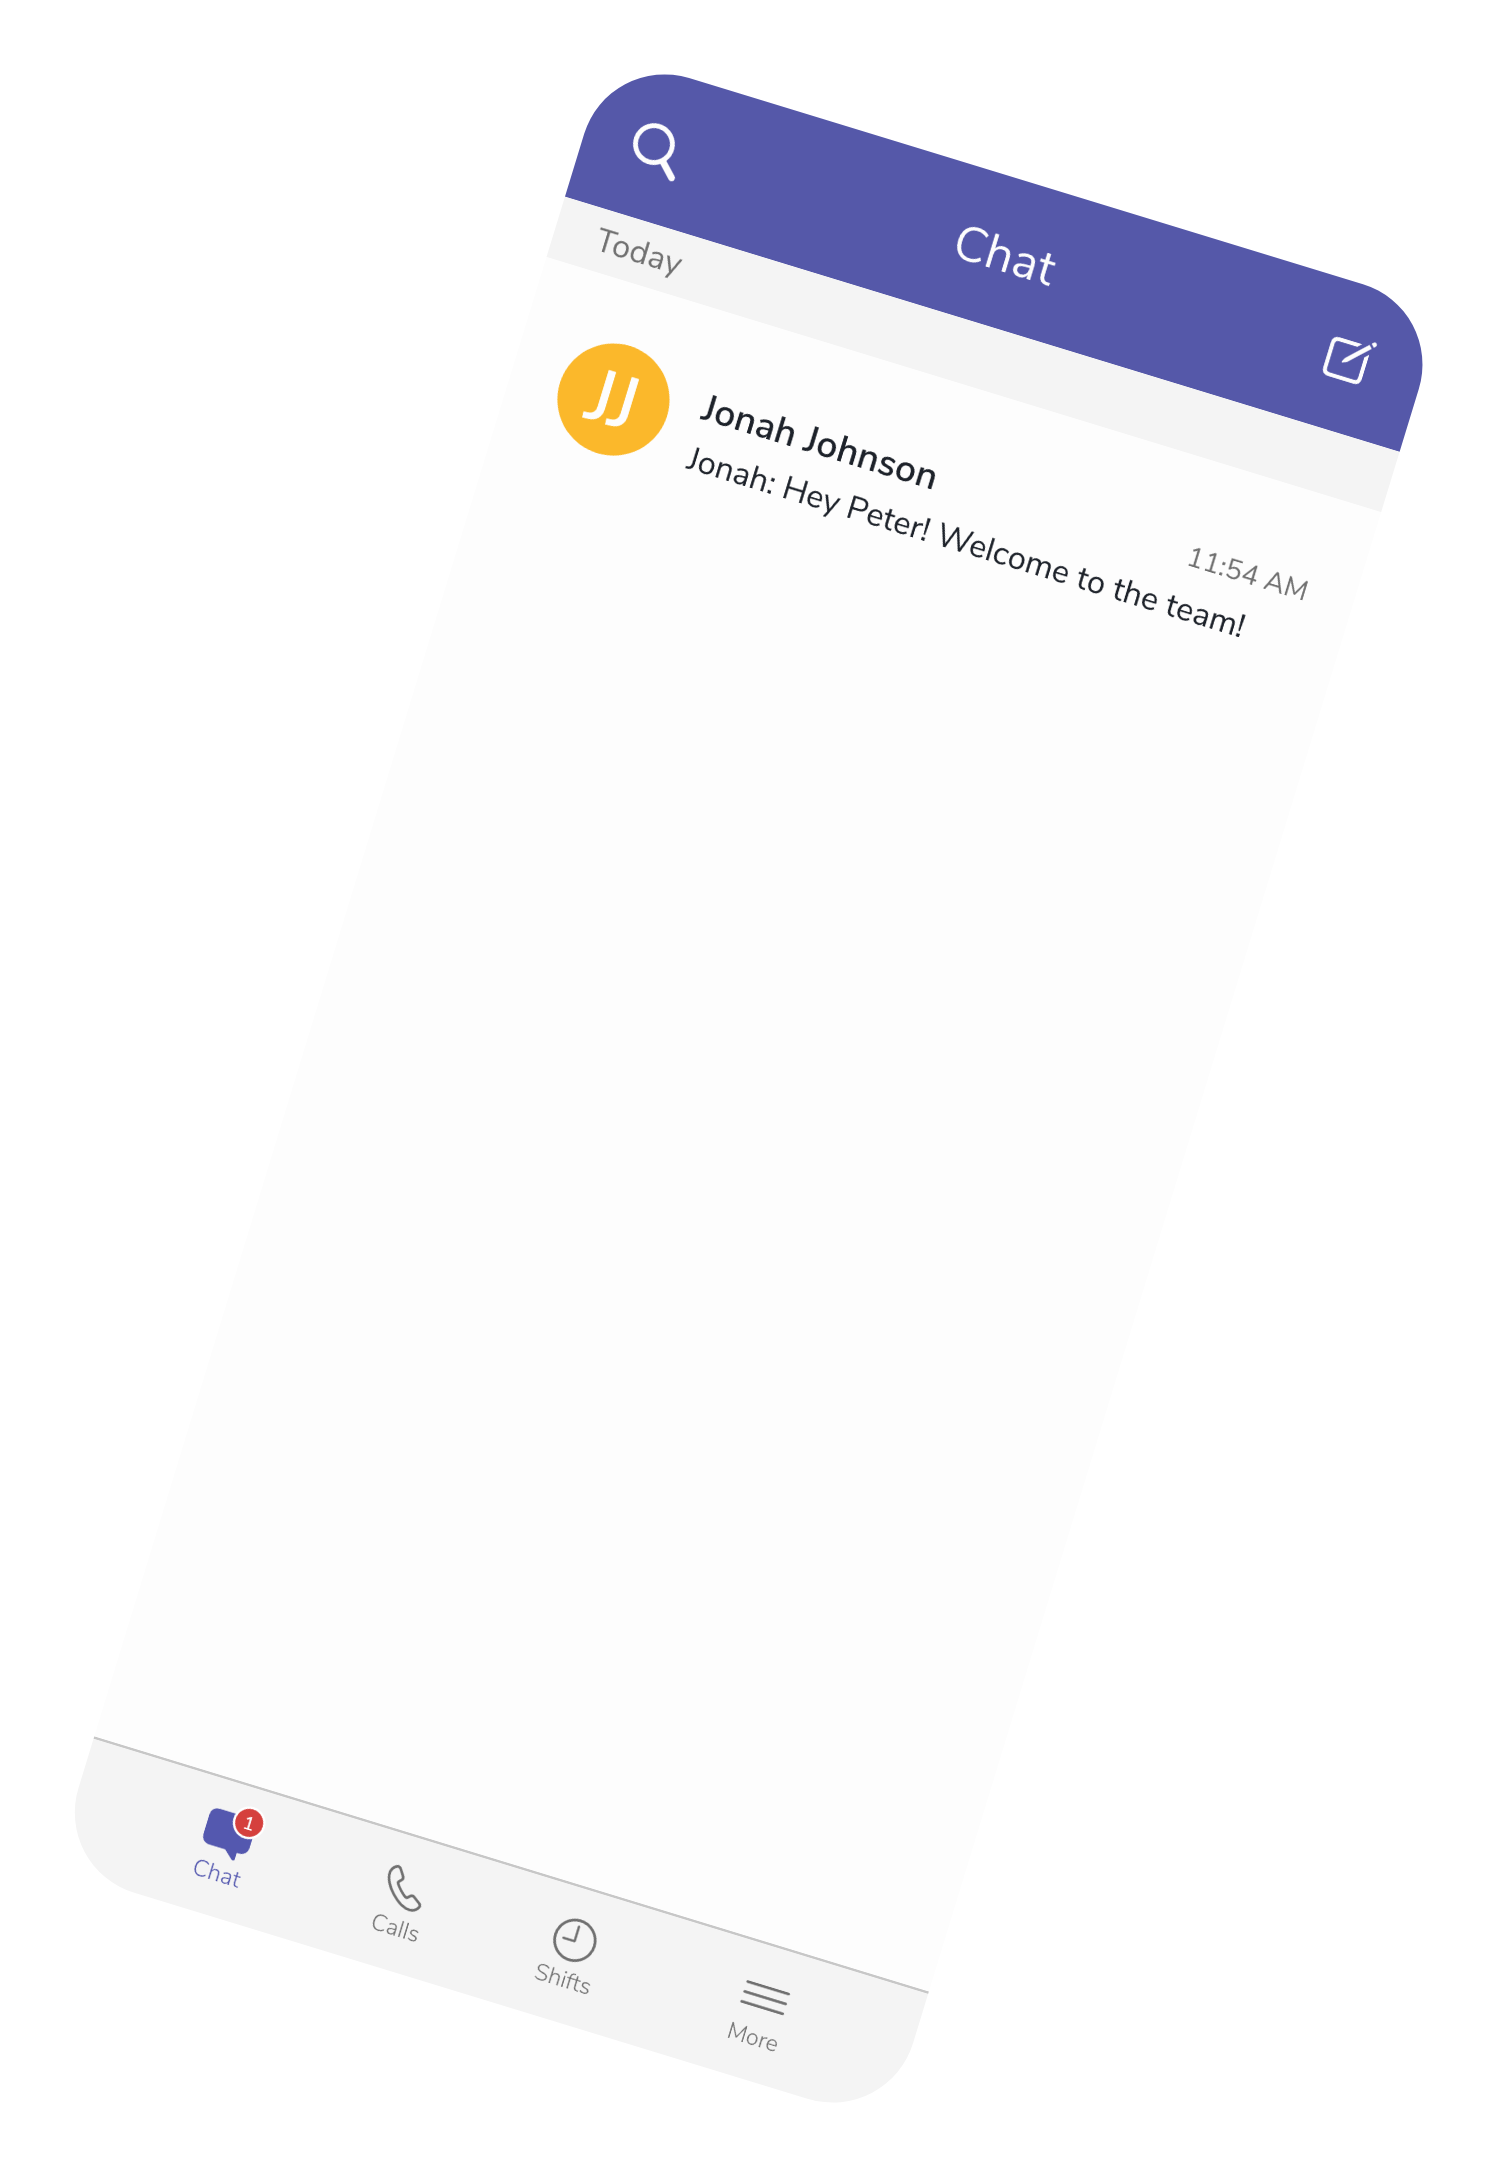 Chat
Today
JJ
Jonah Johnson
11:54 AM
Jonah: Hey Peter! Welcome to the team!
1
Chat
Calls
Shifts
More